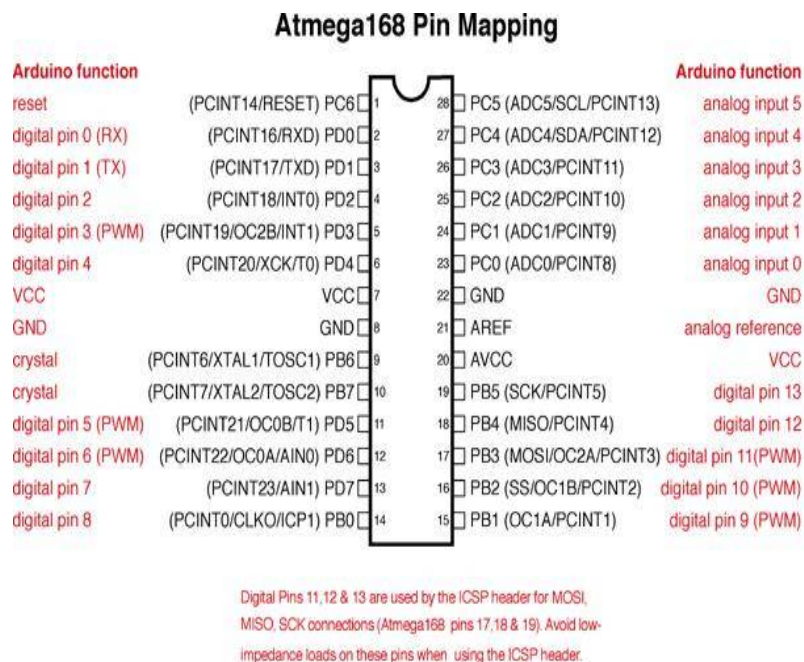 Atmega168 Pin Mapping
Arduino function Arduino function
reset (PCINT14/RESET) PC6 1 28 PC5 (ADC5/SCL/PCINT13) analog input 5
digital pin 0 (RX) (PCINT16/RXD) PD0 2 27 PC4 (ADC4/SDA/PCINT12) analog input 4
digital pin 1 (TX) (PCINT17/TXD) PD1 3 26 PC3 (ADC3/PCINT11) analog input 3
digital pin 2 (PCINT18/INT0) PD2 4 25 PC2 (ADC2/PCINT10) analog input 2
digital pin 3 (PWM) (PCINT19/OC2B/INT1) PD3 5 24 PC1 (ADC1/PCINT9) analog input 1
digital pin 4 (PCINT20/XCK/T0) PD4 6 23 PC0 (ADC0/PCINT8) analog input 0
VCC VCC 7 22 GND GND
GND GND 8 21 AREF analog reference
crystal (PCINT6/XTAL1/TOSC1) PB6 9 20 AVCC VCC
crystal (PCINT7/XTAL2/TOSC2) PB7 10 19 PB5 (SCK/PCINT5) digital pin 13
digital pin 5 (PWM) (PCINT21/OC0B/T1) PD5 11 18 PB4 (MISO/PCINT4) digital pin 12
digital pin 6 (PWM) (PCINT22/OC0A/AIN0) PD6 12 17 PB3 (MOSI/OC2A/PCINT3) digital pin 11(PWM)
digital pin 7 (PCINT23/AIN1) PD7 13 16 PB2 (SS/OC1B/PCINT2) digital pin 10 (PWM)
digital pin 8 (PCINT0/CLKO/ICP1) PB0 14 15 PB1 (OC1A/PCINT1) digital pin 9 (PWM)
Digital Pins 11,12 & 13 are used by the ICSP header for MOSI,
MISO, SCK connections (Atmega168 pins 17,18 & 19). Avoid low-
impedance loads on these pins when using the ICSP header.